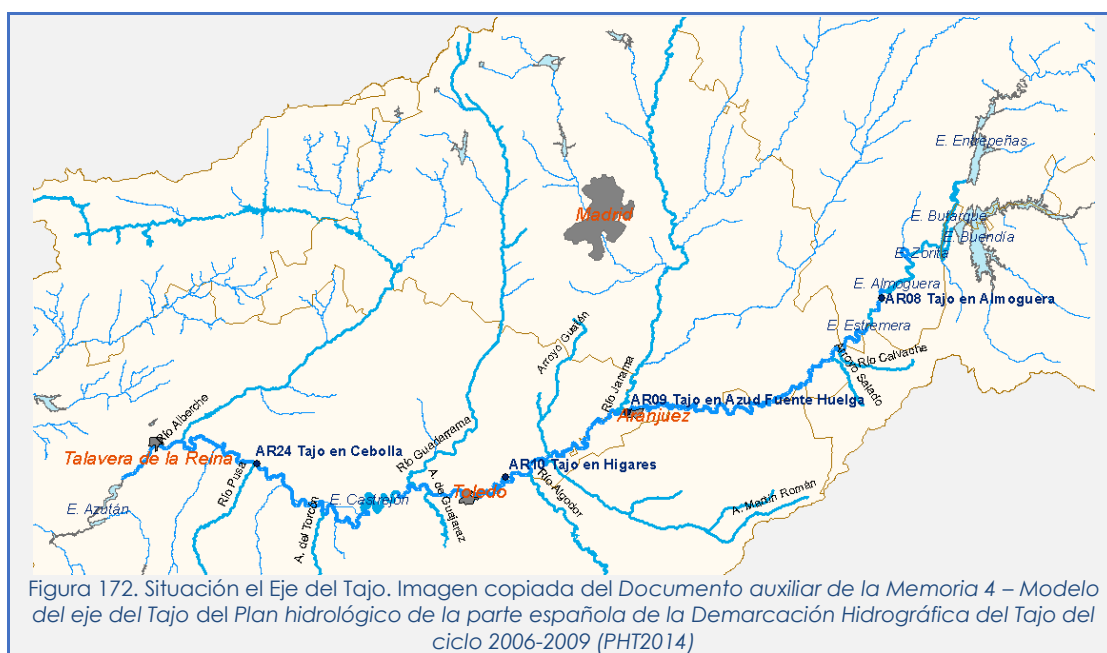 E. Entrepeñas
Madrid
E. Butarque
E. Buendía
E. Zorita
E. Almoguera
AR08 Tajo en Almoguera
E. Estremera
Río Calvache
Arroyo Salado
Arroyo Guatén
Río Jarama
AR09 Tajo en Azud Fuente Huelga
Aranjuez
Río Alberche
Río Guadarrama
Talavera de la Reina
AR24 Tajo en Cebolla
AR10 Tajo en Higares
Río Pusa
Toledo
Río Algodor
A. Martín Román
E. Azután
E. Castrejón
A. de Guajaraz
A. del Torcón
Figura 172. Situación el Eje del Tajo. Imagen copiada del Documento auxiliar de la Memoria 4 – Modelo
del eje del Tajo del Plan hidrológico de la parte española de la Demarcación Hidrográfica del Tajo del
ciclo 2006-2009 (PHT2014)